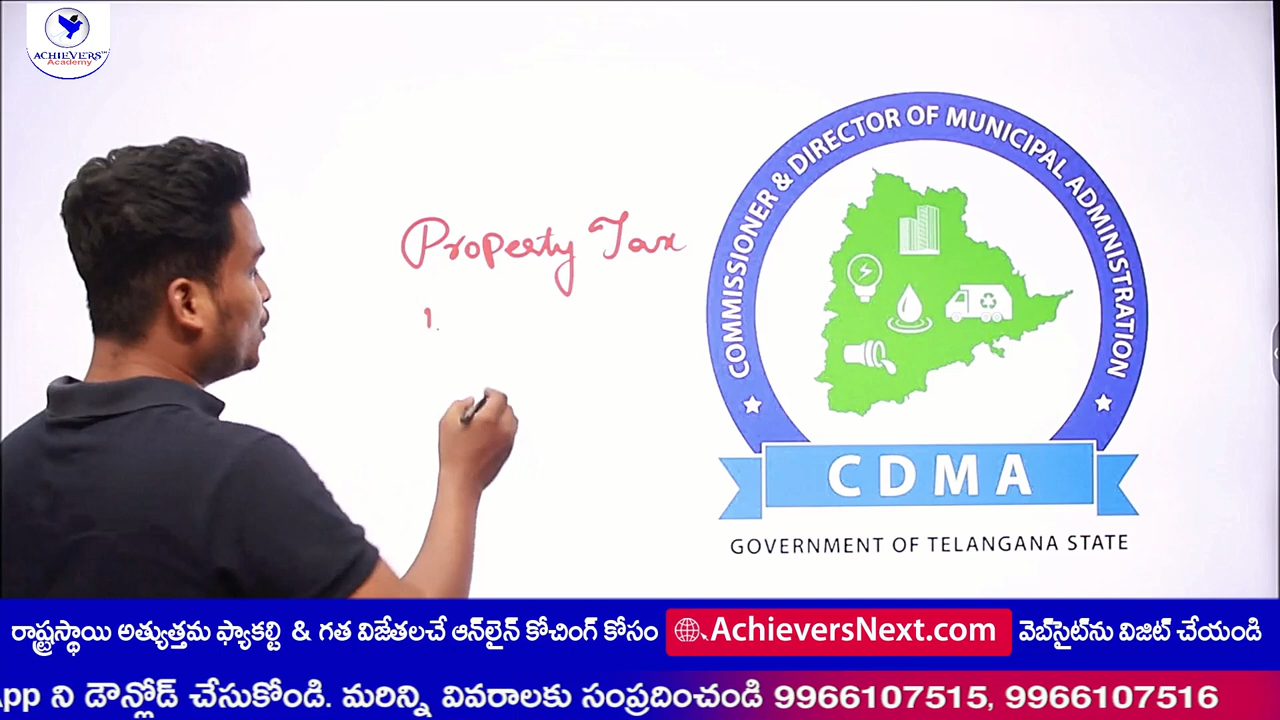 ACHIEVERS
Academy
COMMISSIONER & DIRECTOR OF MUNICIPAL ADMINISTRATION
Property Tax
1.
CDMA
GOVERNMENT OF TELANGANA STATE
రాష్ట్రస్థాయి అత్యుత్తమ ఫ్యాకల్టి & గత విజేతలచే ఆన్‌లైన్ కోచింగ్ కోసం AchieversNext.com వెబ్‌సైట్‌ను విజిట్ చేయండి
App ని డౌన్లోడ్ చేసుకోండి. మరిన్ని వివరాలకు సంప్రదించండి 9966107515, 9966107516